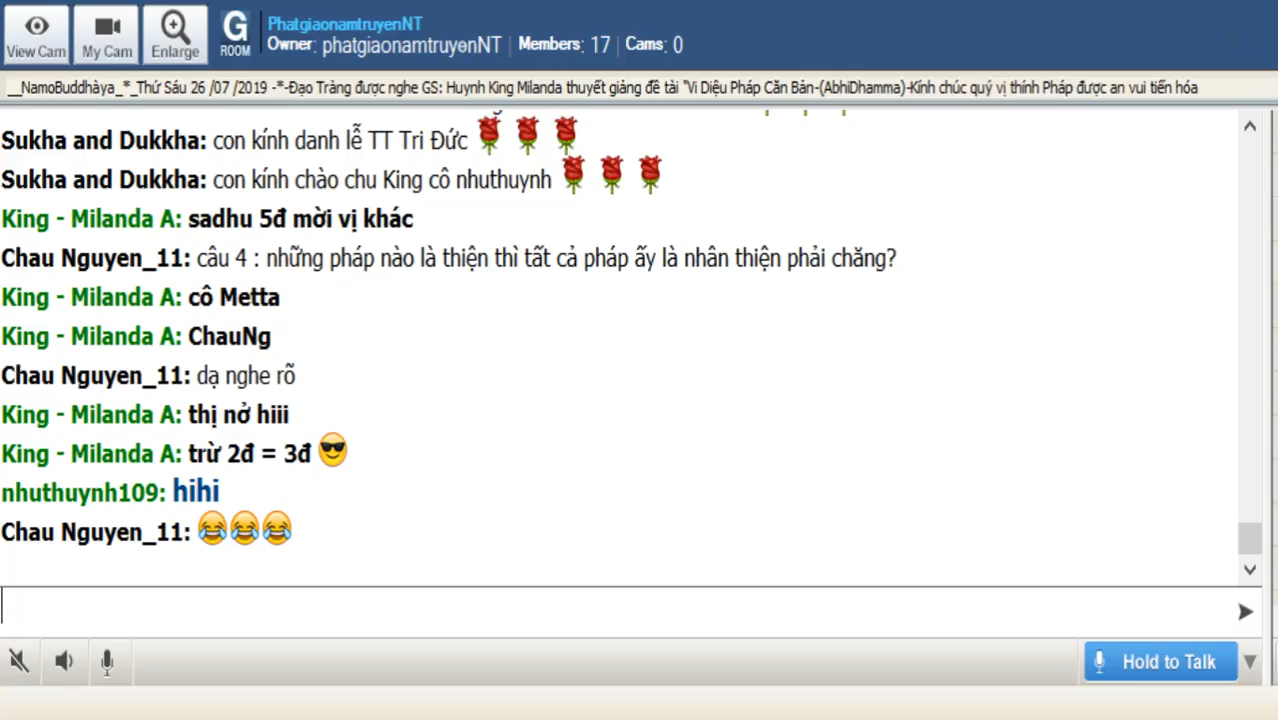 View Cam
My Cam
Enlarge
G
ROOM
PhatgiaonamtruyenNT
Owner: phatgiaonamtruyenNT | Members: 17 | Cams: 0
__NamoBuddhàya_*_Thứ Sáu 26 /07 /2019 -*-Đạo Tràng được nghe GS: Huynh King Milanda thuyết giảng đề tài "Vi Diệu Pháp Căn Bản-(AbhiDhamma)-Kính chúc quý vị thính Pháp được an vui tiến hóa
Sukha and Dukkha: con kính danh lễ TT Tri Đức
Sukha and Dukkha: con kính chào chu King cô nhuthuynh
King - Milanda A: sadhu 5đ mời vị khác
Chau Nguyen_11: câu 4 : những pháp nào là thiện thì tất cả pháp ấy là nhân thiện phải chăng?
King - Milanda A: cô Metta
King - Milanda A: ChauNg
Chau Nguyen_11: dạ nghe rõ
King - Milanda A: thị nở hiii
King - Milanda A: trừ 2đ = 3đ 😎
nhuthuynh109: hihi
Chau Nguyen_11: 😂😂😂
Hold to Talk